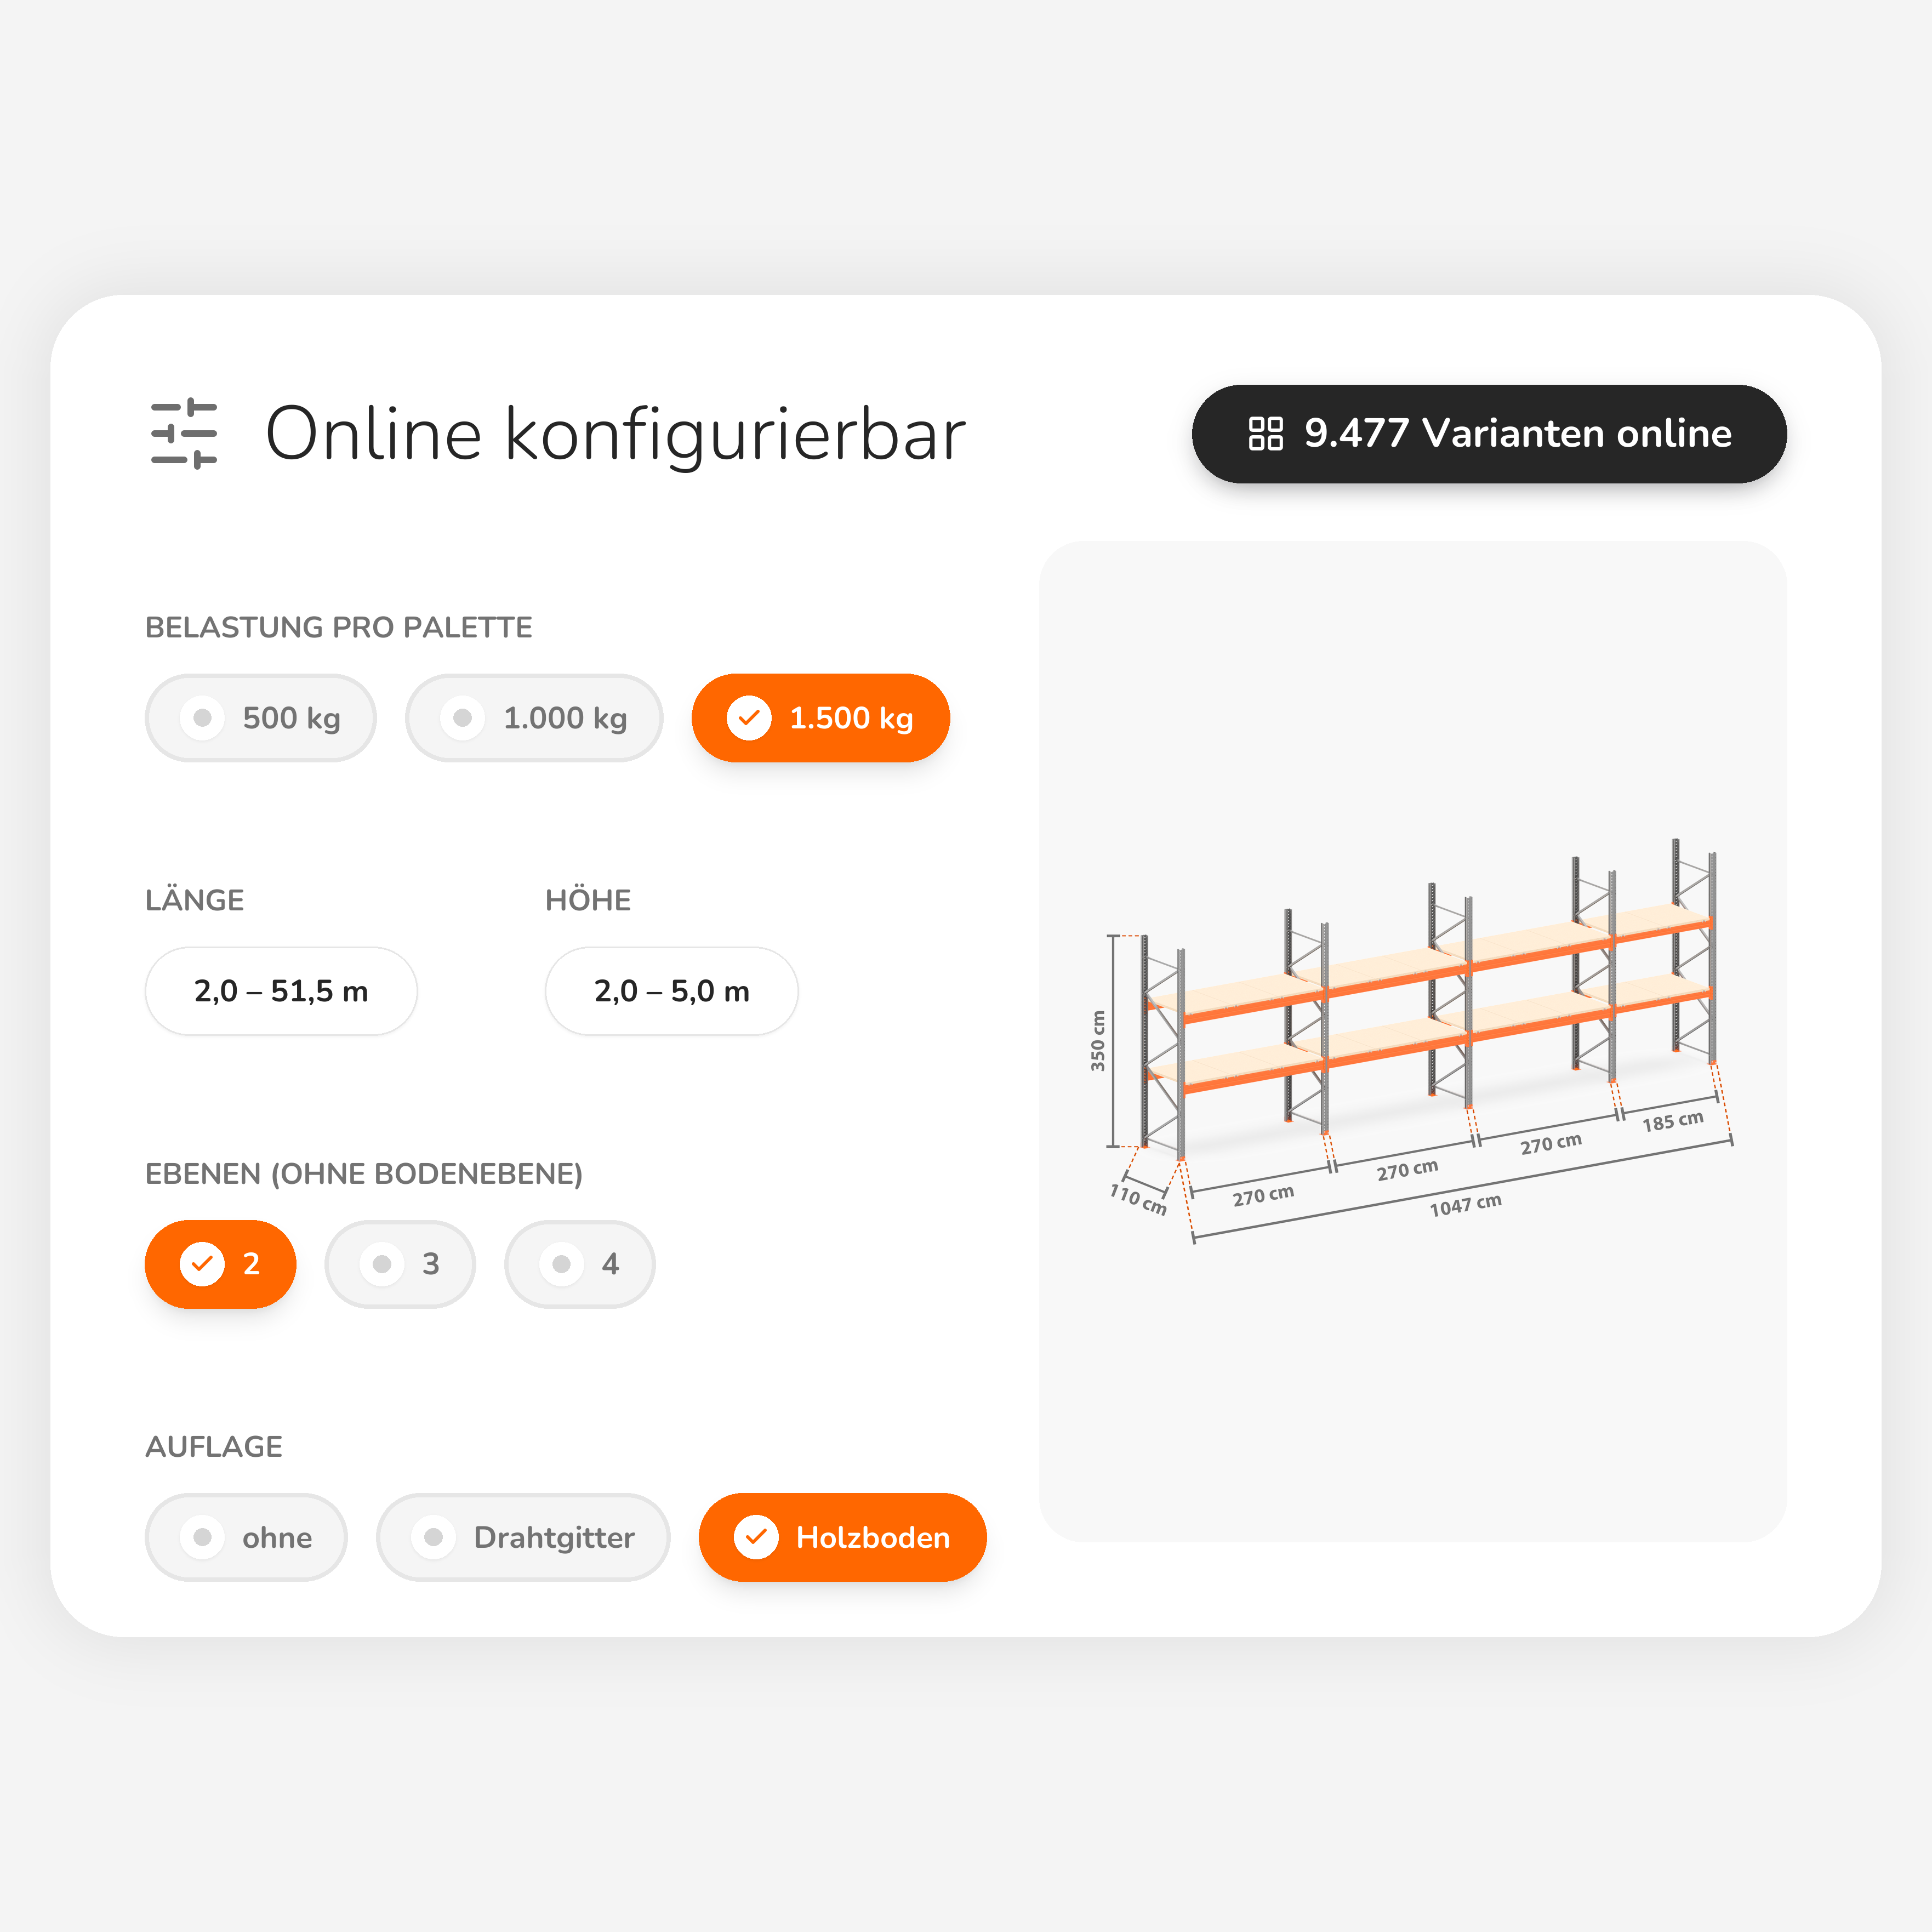 Online konfigurierbar
9.477 Varianten online
BELASTUNG PRO PALETTE
500 kg
1.000 kg
1.500 kg
LÄNGE
HÖHE
2,0 – 51,5 m
2,0 – 5,0 m
EBENEN (OHNE BODENEBENE)
2
3
4
AUFLAGE
ohne
Drahtgitter
Holzboden
350 cm
110 cm
270 cm
270 cm
270 cm
185 cm
1047 cm